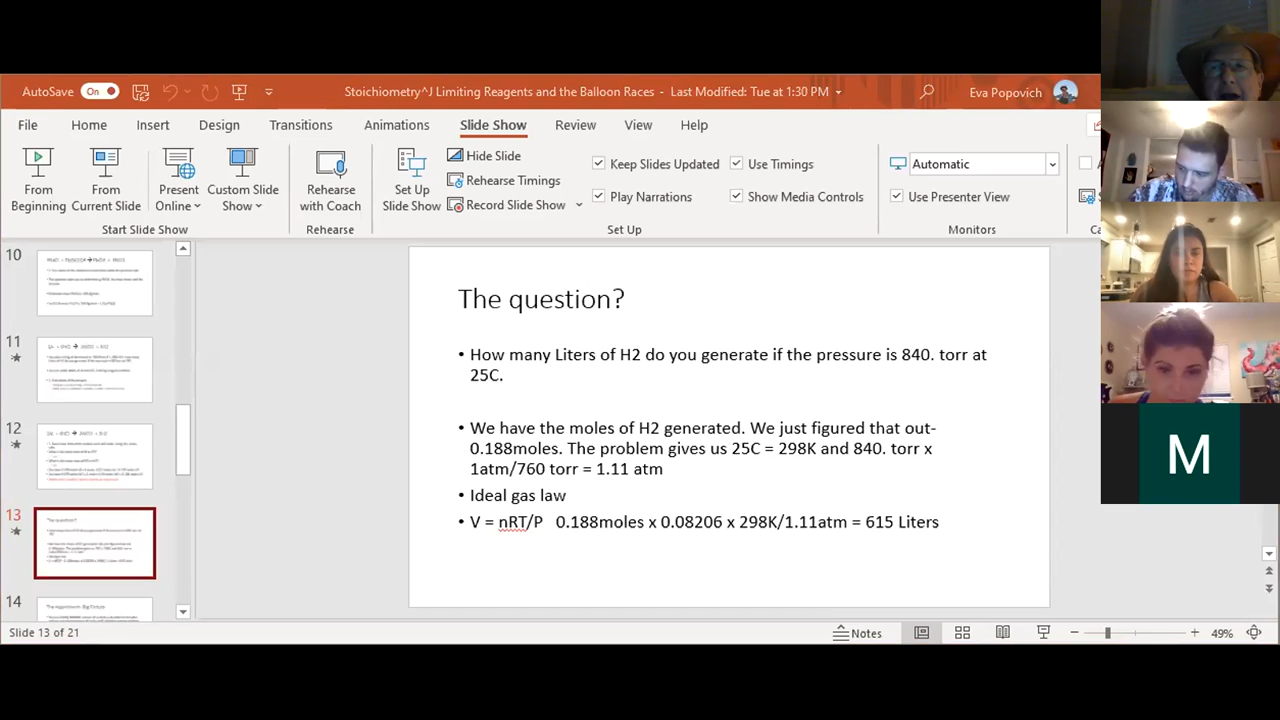 AutoSave On
Stoichiometry^J Limiting Reagents and the Balloon Races - Last Modified: Tue at 1:30 PM
Eva Popovich
File Home Insert Design Transitions Animations Slide Show Review View Help
From Beginning
From Current Slide
Present Online
Custom Slide Show
Start Slide Show
Rehearse with Coach
Rehearse
Set Up Slide Show
Hide Slide
Rehearse Timings
Record Slide Show
Keep Slides Updated
Play Narrations
Use Timings
Show Media Controls
Set Up
Automatic
Use Presenter View
Monitors
10
11
12
13
The question?
14
The question?
• How many Liters of H2 do you generate if the pressure is 840. torr at
25C.
• We have the moles of H2 generated. We just figured that out-
0.188moles. The problem gives us 25C = 298K and 840. torr x
1atm/760 torr = 1.11 atm
• Ideal gas law
• V = nRT/P 0.188moles x 0.08206 x 298K/1.11atm = 615 Liters
M
Slide 13 of 21
Notes
49%